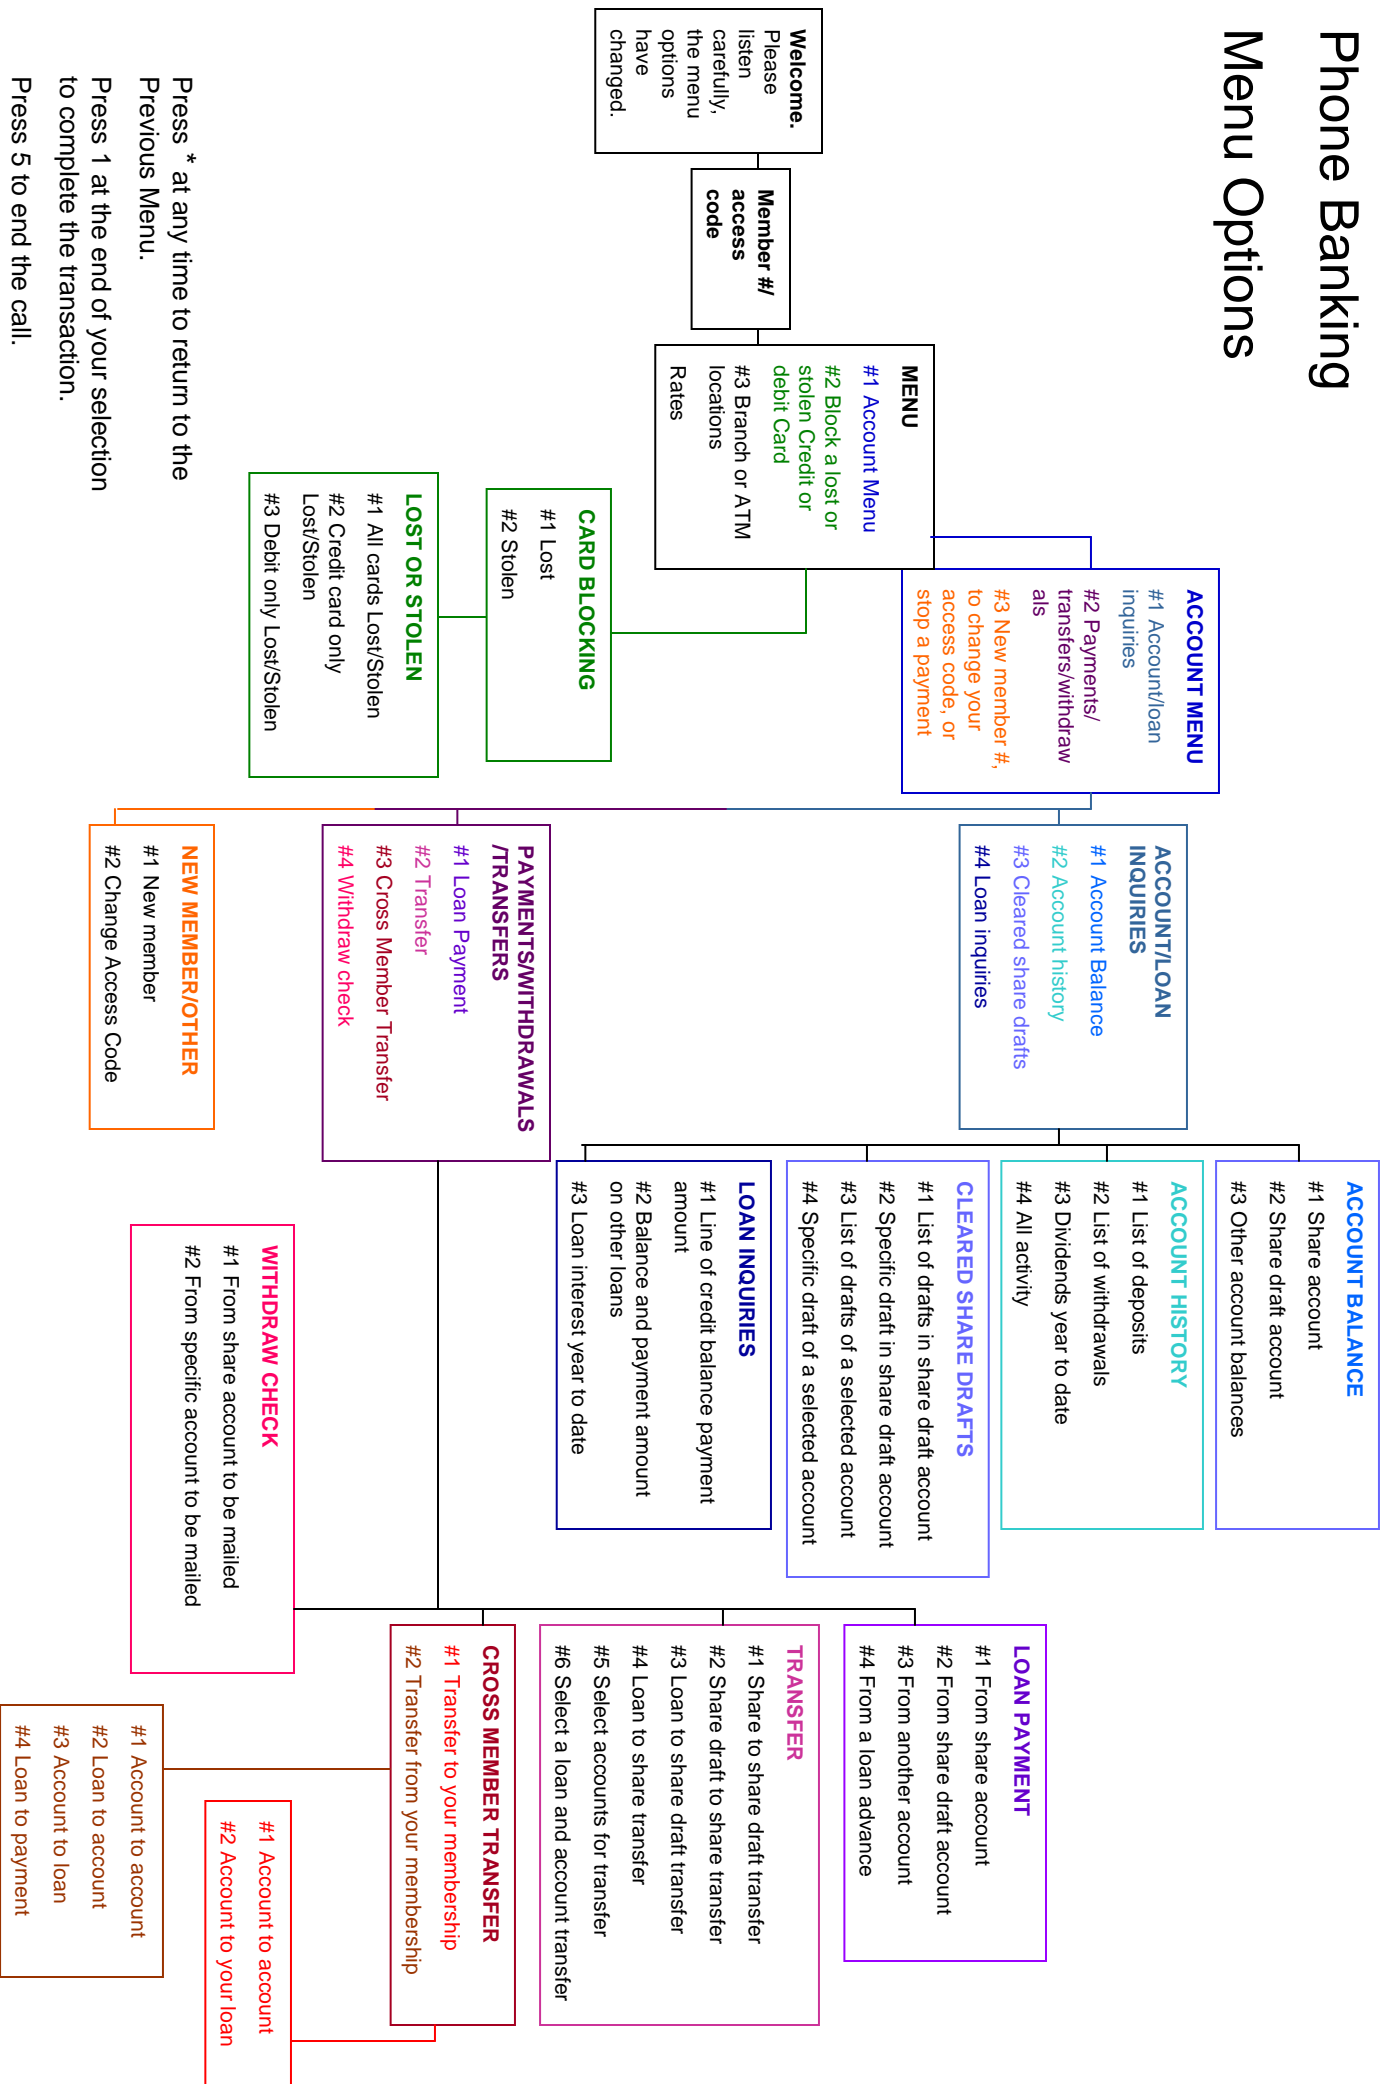 Phone Banking
Menu Options
Welcome.
Please
listen
carefully,
the menu
options
have
changed.
Member #/
access
code
MENU
#1 Account Menu
#2 Block a lost or
stolen Credit or
debit Card
#3 Branch or ATM
locations
Rates
ACCOUNT MENU
#1 Account/loan
inquiries
#2 Payments/
transfers/withdraw
als
#3 New member #,
to change your
access code, or
stop a payment
CARD BLOCKING
#1 Lost
#2 Stolen
LOST OR STOLEN
#1 All cards Lost/Stolen
#2 Credit card only
Lost/Stolen
#3 Debit only Lost/Stolen
ACCOUNT/LOAN
INQUIRIES
#1 Account Balance
#2 Account history
#3 Cleared share drafts
#4 Loan inquiries
PAYMENTS/WITHDRAWALS
/TRANSFERS
#1 Loan Payment
#2 Transfer
#3 Cross Member Transfer
#4 Withdraw check
NEW MEMBER/OTHER
#1 New member
#2 Change Access Code
ACCOUNT BALANCE
#1 Share account
#2 Share draft account
#3 Other account balances
ACCOUNT HISTORY
#1 List of deposits
#2 List of withdrawals
#3 Dividends year to date
#4 All activity
CLEARED SHARE DRAFTS
#1 List of drafts in share draft account
#2 Specific draft in share draft account
#3 List of drafts of a selected account
#4 Specific draft of a selected account
LOAN INQUIRIES
#1 Line of credit balance payment
amount
#2 Balance and payment amount
on other loans
#3 Loan interest year to date
WITHDRAW CHECK
#1 From share account to be mailed
#2 From specific account to be mailed
LOAN PAYMENT
#1 From share account
#2 From share draft account
#3 From another account
#4 From a loan advance
TRANSFER
#1 Share to share draft transfer
#2 Share draft to share transfer
#3 Loan to share draft transfer
#4 Loan to share transfer
#5 Select accounts for transfer
#6 Select a loan and account transfer
CROSS MEMBER TRANSFER
#1 Transfer to your membership
#2 Transfer from your membership
#1 Account to account
#2 Account to your loan
#1 Account to account
#2 Loan to account
#3 Account to loan
#4 Loan to payment
Press * at any time to return to the
Previous Menu.
Press 1 at the end of your selection
to complete the transaction.
Press 5 to end the call.